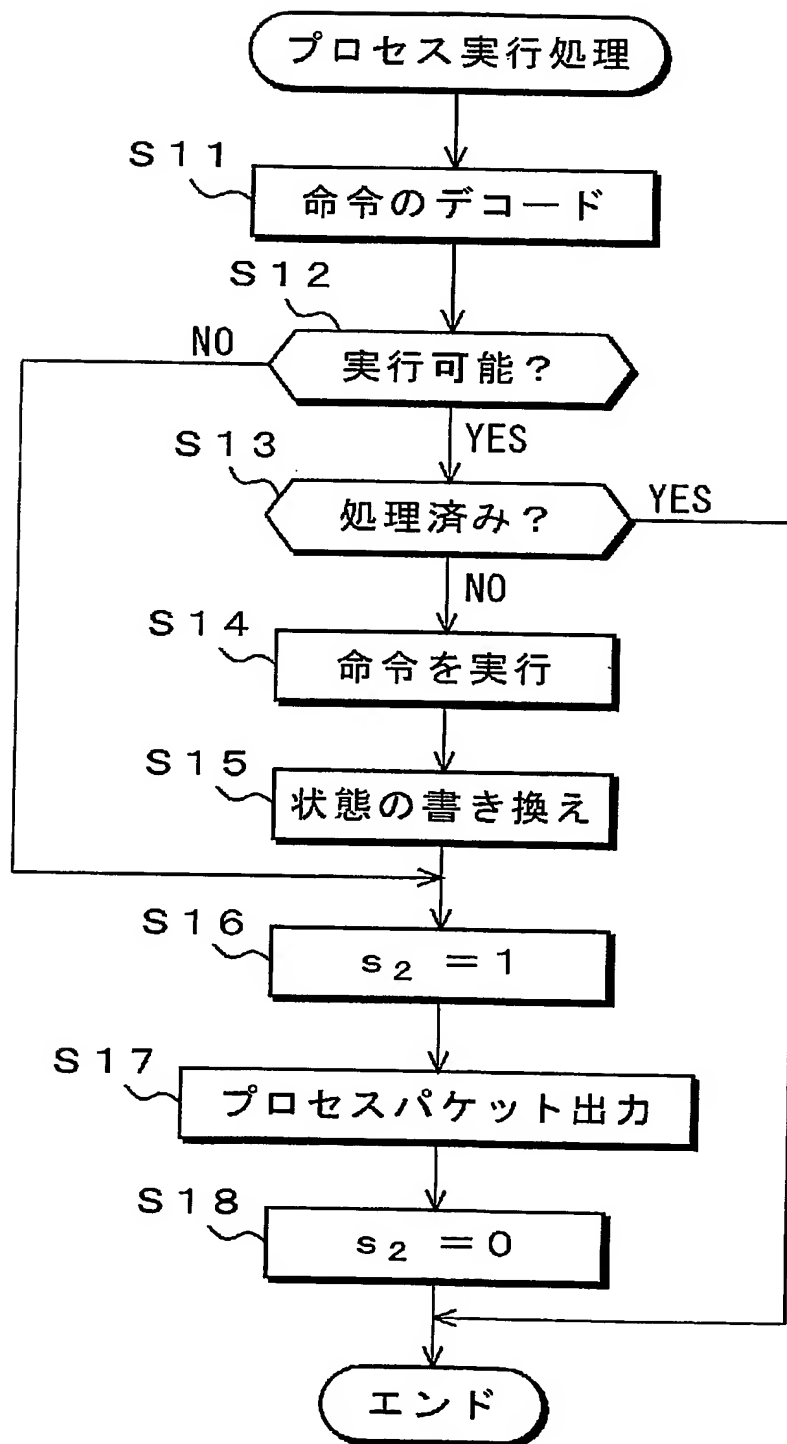 プロセス実行処理
S11
命令のデコード
S12
NO
実行可能?
YES
S13
処理済み?
YES
NO
S14
命令を実行
S15
状態の書き換え
S16
s₂ =1
S17
プロセスパケット出力
S18
s₂ =0
エンド